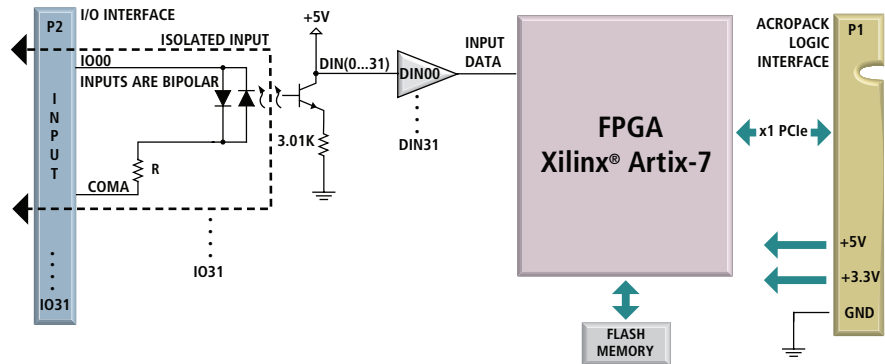 P2
I/O INTERFACE
ISOLATED INPUT
IO00
INPUTS ARE BIPOLAR
INPUT
R
COMA
IO31
IO31
+5V
DIN(0...31)
3.01K
DIN00
DIN31
INPUT
DATA
FPGA
Xilinx® Artix-7
FLASH
MEMORY
x1 PCIe
ACROPACK
LOGIC
INTERFACE
P1
+5V
+3.3V
GND